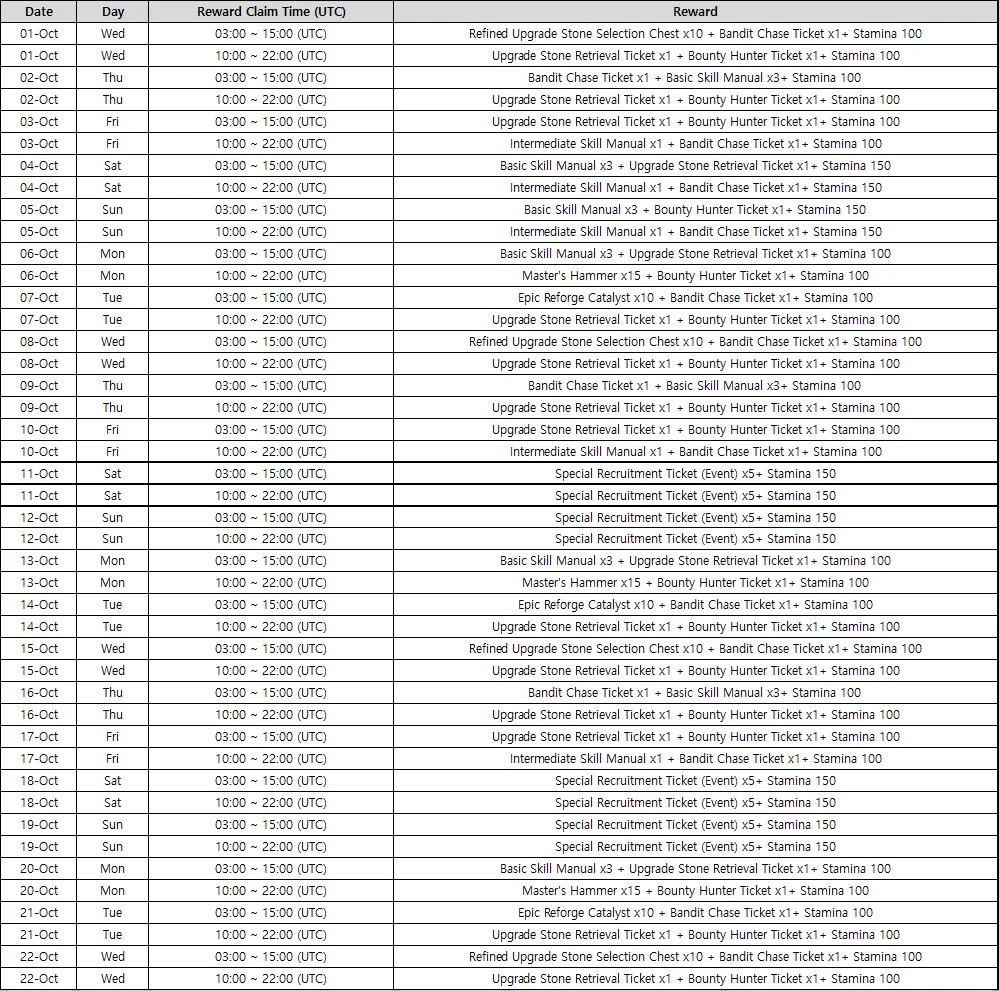 Date Day Reward Claim Time (UTC) Reward
01-Oct Wed 03:00 ~ 15:00 (UTC) Refined Upgrade Stone Selection Chest x10 + Bandit Chase Ticket x1+ Stamina 100
01-Oct Wed 10:00 ~ 22:00 (UTC) Upgrade Stone Retrieval Ticket x1 + Bounty Hunter Ticket x1+ Stamina 100
02-Oct Thu 03:00 ~ 15:00 (UTC) Bandit Chase Ticket x1 + Basic Skill Manual x3+ Stamina 100
02-Oct Thu 10:00 ~ 22:00 (UTC) Upgrade Stone Retrieval Ticket x1 + Bounty Hunter Ticket x1+ Stamina 100
03-Oct Fri 03:00 ~ 15:00 (UTC) Upgrade Stone Retrieval Ticket x1 + Bounty Hunter Ticket x1+ Stamina 100
03-Oct Fri 10:00 ~ 22:00 (UTC) Intermediate Skill Manual x1 + Bandit Chase Ticket x1+ Stamina 100
04-Oct Sat 03:00 ~ 15:00 (UTC) Basic Skill Manual x3 + Upgrade Stone Retrieval Ticket x1+ Stamina 150
04-Oct Sat 10:00 ~ 22:00 (UTC) Intermediate Skill Manual x1 + Bandit Chase Ticket x1+ Stamina 150
05-Oct Sun 03:00 ~ 15:00 (UTC) Basic Skill Manual x3 + Bounty Hunter Ticket x1+ Stamina 150
05-Oct Sun 10:00 ~ 22:00 (UTC) Intermediate Skill Manual x1 + Bandit Chase Ticket x1+ Stamina 150
06-Oct Mon 03:00 ~ 15:00 (UTC) Basic Skill Manual x3 + Upgrade Stone Retrieval Ticket x1+ Stamina 100
06-Oct Mon 10:00 ~ 22:00 (UTC) Master's Hammer x15 + Bounty Hunter Ticket x1+ Stamina 100
07-Oct Tue 03:00 ~ 15:00 (UTC) Epic Reforge Catalyst x10 + Bandit Chase Ticket x1+ Stamina 100
07-Oct Tue 10:00 ~ 22:00 (UTC) Upgrade Stone Retrieval Ticket x1 + Bounty Hunter Ticket x1+ Stamina 100
08-Oct Wed 03:00 ~ 15:00 (UTC) Refined Upgrade Stone Selection Chest x10 + Bandit Chase Ticket x1+ Stamina 100
08-Oct Wed 10:00 ~ 22:00 (UTC) Upgrade Stone Retrieval Ticket x1 + Bounty Hunter Ticket x1+ Stamina 100
09-Oct Thu 03:00 ~ 15:00 (UTC) Bandit Chase Ticket x1 + Basic Skill Manual x3+ Stamina 100
09-Oct Thu 10:00 ~ 22:00 (UTC) Upgrade Stone Retrieval Ticket x1 + Bounty Hunter Ticket x1+ Stamina 100
10-Oct Fri 03:00 ~ 15:00 (UTC) Upgrade Stone Retrieval Ticket x1 + Bounty Hunter Ticket x1+ Stamina 100
10-Oct Fri 10:00 ~ 22:00 (UTC) Intermediate Skill Manual x1 + Bandit Chase Ticket x1+ Stamina 100
11-Oct Sat 03:00 ~ 15:00 (UTC) Special Recruitment Ticket (Event) x5+ Stamina 150
11-Oct Sat 10:00 ~ 22:00 (UTC) Special Recruitment Ticket (Event) x5+ Stamina 150
12-Oct Sun 03:00 ~ 15:00 (UTC) Special Recruitment Ticket (Event) x5+ Stamina 150
12-Oct Sun 10:00 ~ 22:00 (UTC) Special Recruitment Ticket (Event) x5+ Stamina 150
13-Oct Mon 03:00 ~ 15:00 (UTC) Basic Skill Manual x3 + Upgrade Stone Retrieval Ticket x1+ Stamina 100
13-Oct Mon 10:00 ~ 22:00 (UTC) Master's Hammer x15 + Bounty Hunter Ticket x1+ Stamina 100
14-Oct Tue 03:00 ~ 15:00 (UTC) Epic Reforge Catalyst x10 + Bandit Chase Ticket x1+ Stamina 100
14-Oct Tue 10:00 ~ 22:00 (UTC) Upgrade Stone Retrieval Ticket x1 + Bounty Hunter Ticket x1+ Stamina 100
15-Oct Wed 03:00 ~ 15:00 (UTC) Refined Upgrade Stone Selection Chest x10 + Bandit Chase Ticket x1+ Stamina 100
15-Oct Wed 10:00 ~ 22:00 (UTC) Upgrade Stone Retrieval Ticket x1 + Bounty Hunter Ticket x1+ Stamina 100
16-Oct Thu 03:00 ~ 15:00 (UTC) Bandit Chase Ticket x1 + Basic Skill Manual x3+ Stamina 100
16-Oct Thu 10:00 ~ 22:00 (UTC) Upgrade Stone Retrieval Ticket x1 + Bounty Hunter Ticket x1+ Stamina 100
17-Oct Fri 03:00 ~ 15:00 (UTC) Upgrade Stone Retrieval Ticket x1 + Bounty Hunter Ticket x1+ Stamina 100
17-Oct Fri 10:00 ~ 22:00 (UTC) Intermediate Skill Manual x1 + Bandit Chase Ticket x1+ Stamina 100
18-Oct Sat 03:00 ~ 15:00 (UTC) Special Recruitment Ticket (Event) x5+ Stamina 150
18-Oct Sat 10:00 ~ 22:00 (UTC) Special Recruitment Ticket (Event) x5+ Stamina 150
19-Oct Sun 03:00 ~ 15:00 (UTC) Special Recruitment Ticket (Event) x5+ Stamina 150
19-Oct Sun 10:00 ~ 22:00 (UTC) Special Recruitment Ticket (Event) x5+ Stamina 150
20-Oct Mon 03:00 ~ 15:00 (UTC) Basic Skill Manual x3 + Upgrade Stone Retrieval Ticket x1+ Stamina 100
20-Oct Mon 10:00 ~ 22:00 (UTC) Master's Hammer x15 + Bounty Hunter Ticket x1+ Stamina 100
21-Oct Tue 03:00 ~ 15:00 (UTC) Epic Reforge Catalyst x10 + Bandit Chase Ticket x1+ Stamina 100
21-Oct Tue 10:00 ~ 22:00 (UTC) Upgrade Stone Retrieval Ticket x1 + Bounty Hunter Ticket x1+ Stamina 100
22-Oct Wed 03:00 ~ 15:00 (UTC) Refined Upgrade Stone Selection Chest x10 + Bandit Chase Ticket x1+ Stamina 100
22-Oct Wed 10:00 ~ 22:00 (UTC) Upgrade Stone Retrieval Ticket x1 + Bounty Hunter Ticket x1+ Stamina 100